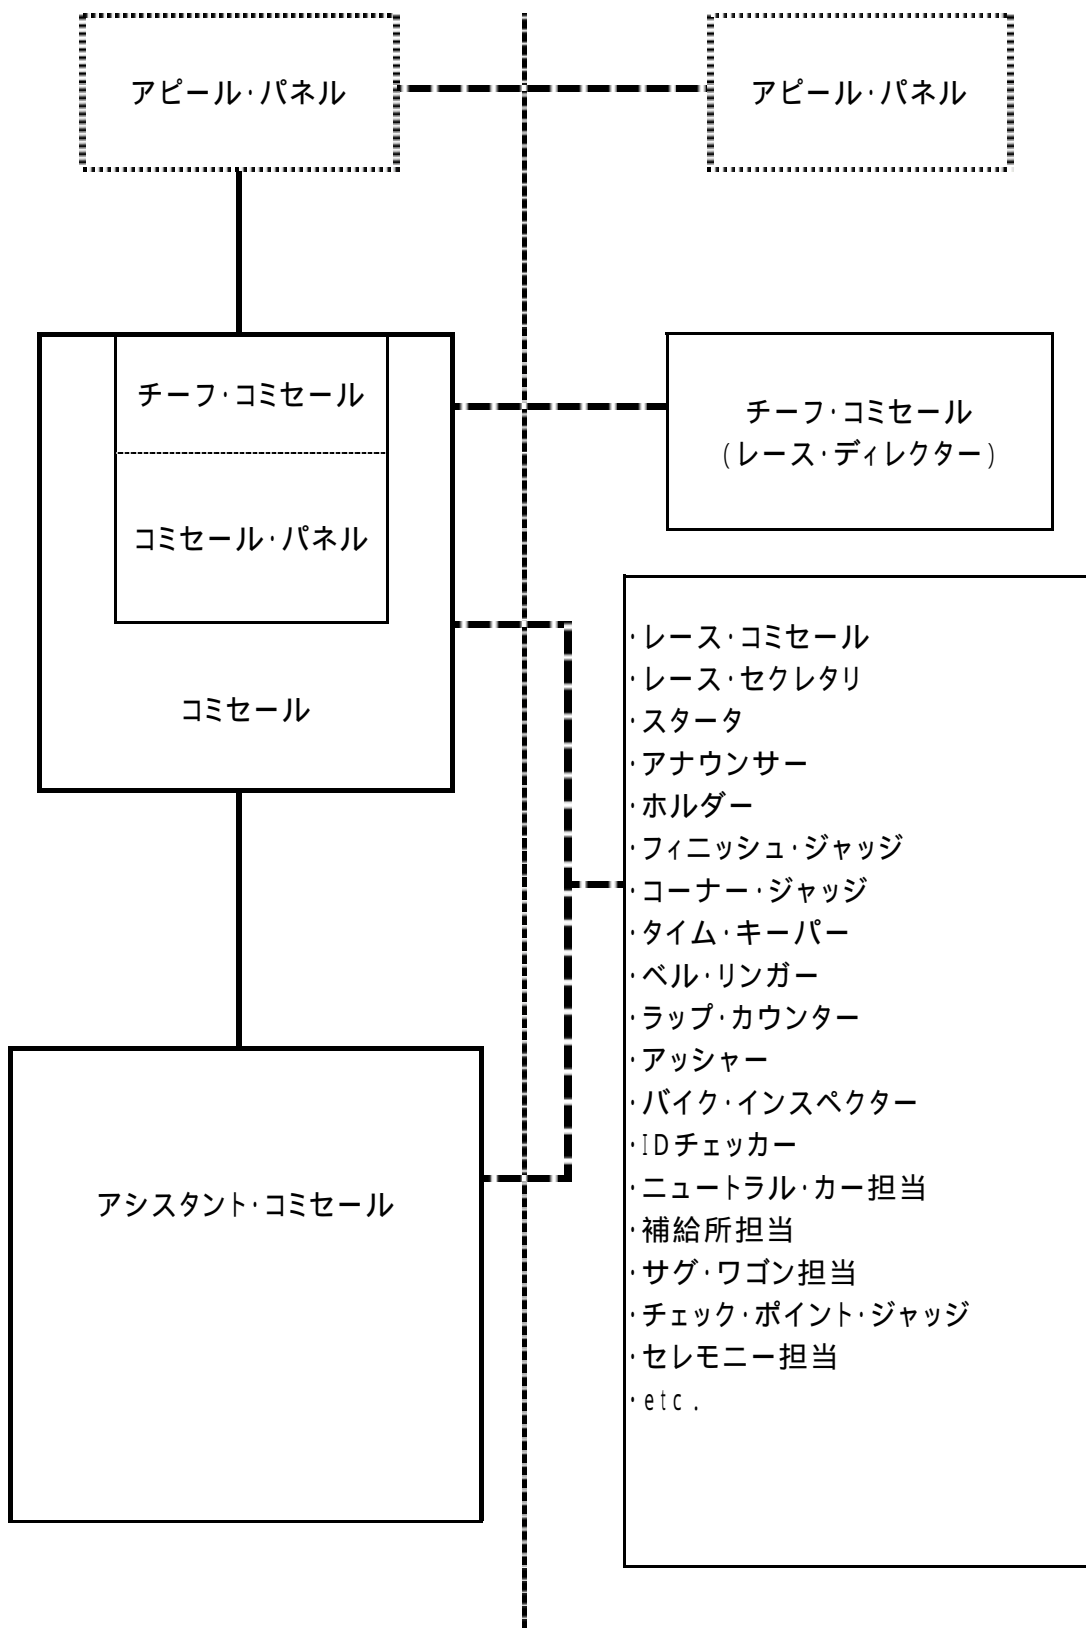 アピール・パネル
アピール・パネル
チーフ・コミセール
コミセール・パネル
コミセール
チーフ・コミセール
(レース・ディレクター)
・レース・コミセール
・レース・セクレタリ
・スタータ
・アナウンサー
・ホルダー
・フィニッシュ・ジャッジ
・コーナー・ジャッジ
・タイム・キーパー
・ベル・リンガー
・ラップ・カウンター
・アッシャー
・バイク・インスペクター
・IDチェッカー
・ニュートラル・カー担当
・補給所担当
・サグ・ワゴン担当
・チェック・ポイント・ジャッジ
・セレモニー担当
・etc.
アシスタント・コミセール